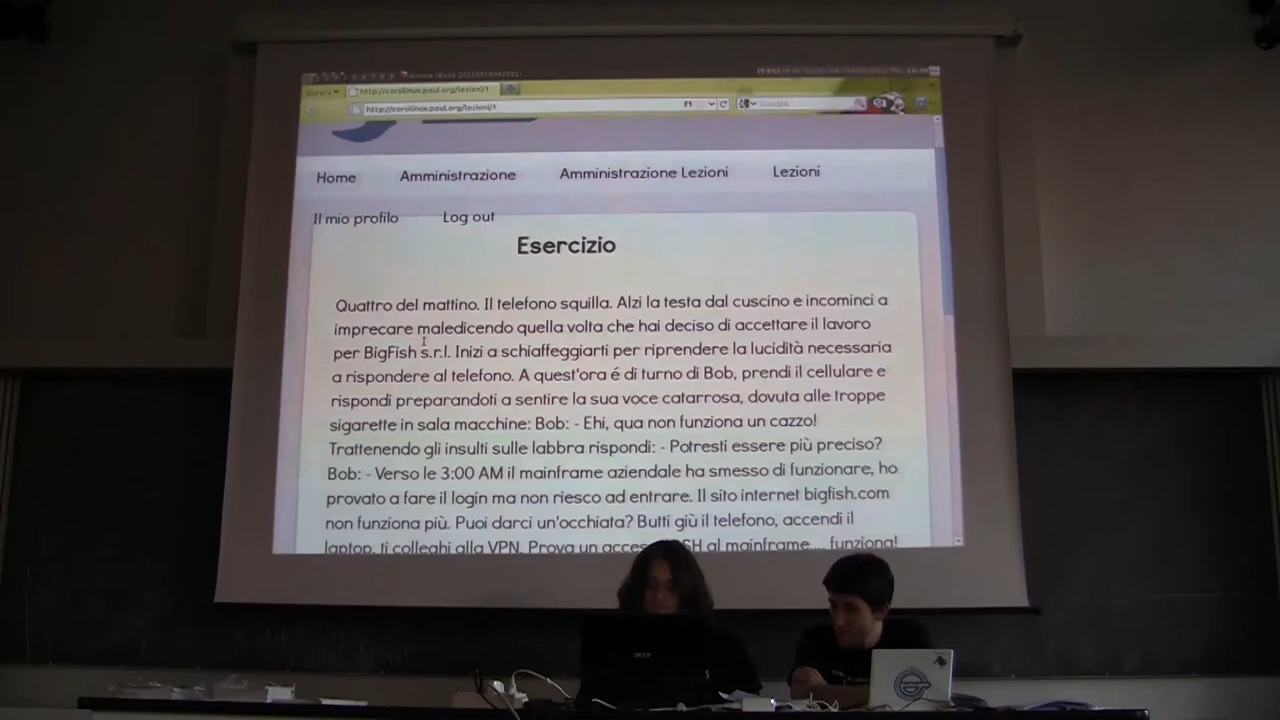 http://corsilinux.poul.org/lezioni/1
http://corsilinux.poul.org/lezioni/1
Google
Home Amministrazione Amministrazione Lezioni Lezioni
Il mio profilo Log out
Esercizio
Quattro del mattino. Il telefono squilla. Alzi la testa dal cuscino e incominci a
imprecare maledicendo quella volta che hai deciso di accettare il lavoro
per BigFish s.r.l. Inizi a schiaffeggiarti per riprendere la lucidità necessaria
a rispondere al telefono. A quest'ora é di turno di Bob, prendi il cellulare e
rispondi preparandoti a sentire la sua voce catarrosa, dovuta alle troppe
sigarette in sala macchine: Bob: - Ehi, qua non funziona un cazzo!
Trattenendo gli insulti sulle labbra rispondi: - Potresti essere più preciso?
Bob: - Verso le 3:00 AM il mainframe aziendale ha smesso di funzionare, ho
provato a fare il login ma non riesco ad entrare. Il sito internet bigfish.com
non funziona più. Puoi darci un'occhiata? Butti giù il telefono, accendi il
laptop, ti colleghi alla VPN. Prova un acces SH al mainframe.... funziona!
acer